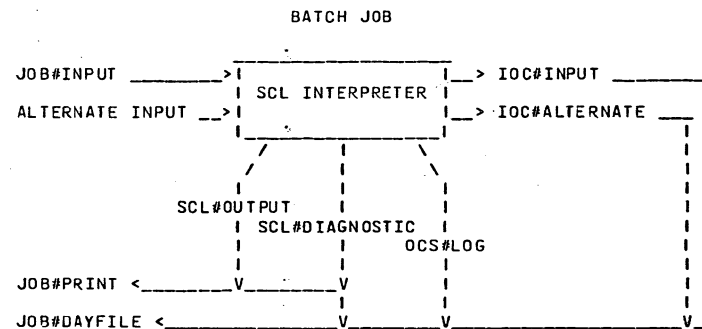 BATCH JOB
JOB#INPUT IOC#INPUT
SCL INTERPRETER
ALTERNATE INPUT IOC#ALTERNATE
SCL#OUTPUT
SCL#DIAGNOSTIC
OCS#LOG
JOB#PRINT
JOB#DAYFILE